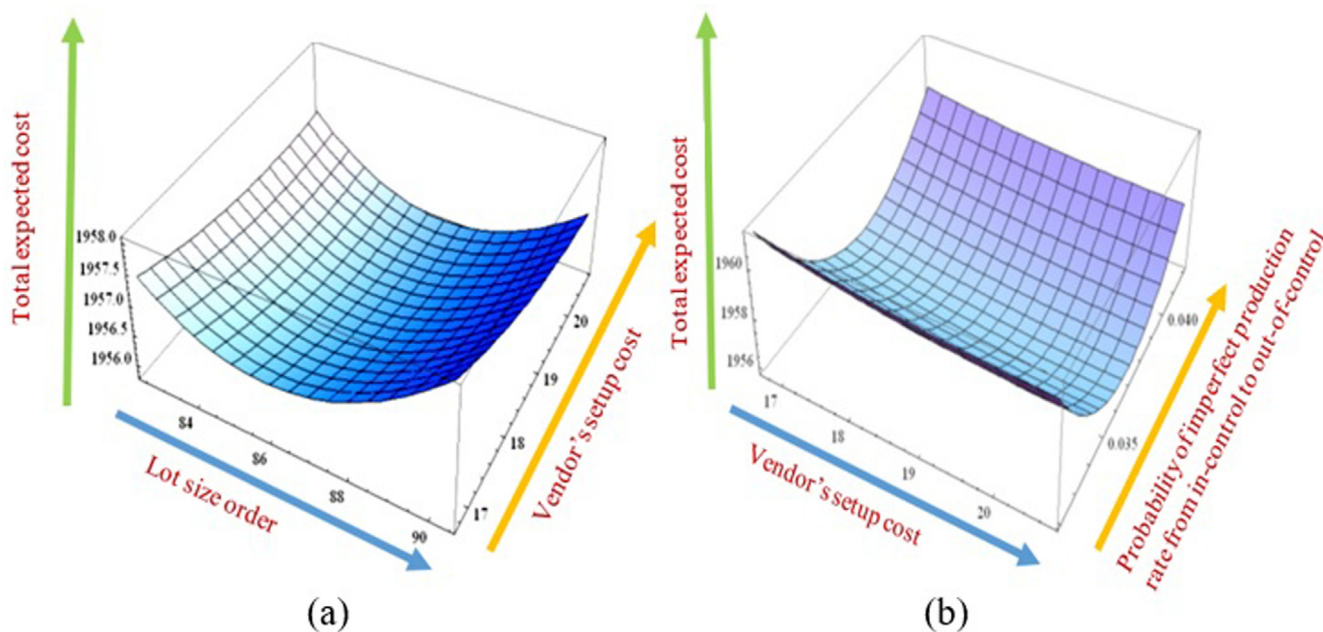 Total expected cost
1958.0
1957.5
1957.0
1956.5
1956.0
84
86
88
90
Lot size order
17
18
19
20
Vendor's setup cost
(a)
Total expected cost
1960
1958
1956
17
18
19
20
Vendor's setup cost
0.035
0.040
Probability of imperfect production
rate from in-control to out-of-control
(b)